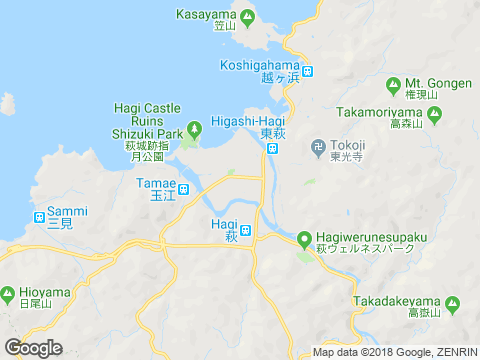 Kasayama
笠山
Koshigahama
越ヶ浜
Mt. Gongen
権現山
Hagi Castle
Ruins
Shizuki Park
萩城跡指
月公園
Higashi-Hagi
東萩
Takamoriyama
高森山
Tokoji
東光寺
Tamae
玉江
Sammi
三見
Hagi
萩
Hagiwerunesupaku
萩ウェルネスパーク
Hioyama
日尾山
Takadakeyama
高嶽山
Google
Map data ©2018 Google, ZENRIN